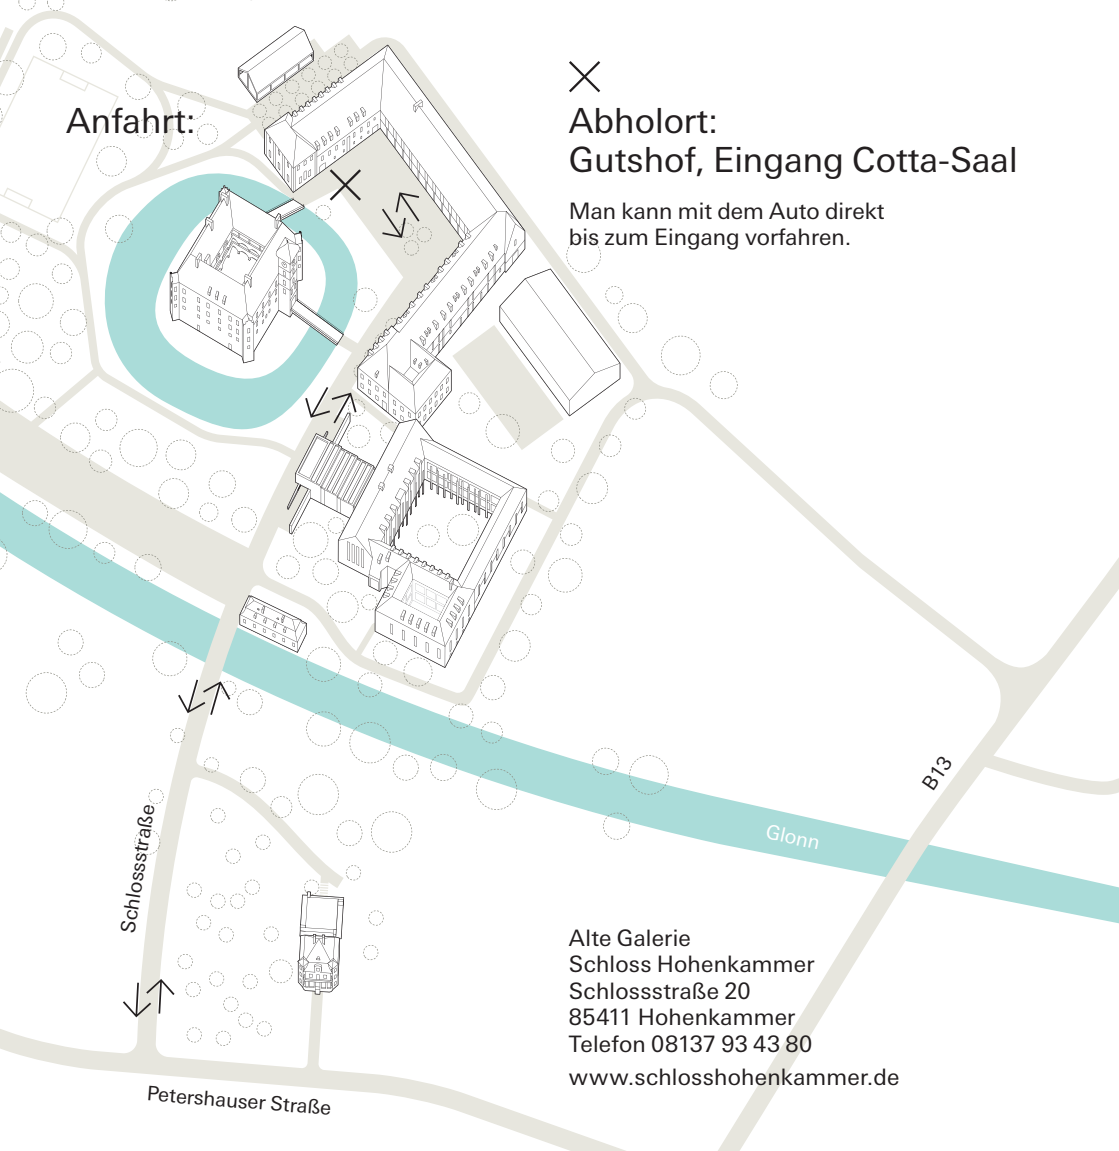 Anfahrt:
Abholort:
Gutshof, Eingang Cotta-Saal
Man kann mit dem Auto direkt
bis zum Eingang vorfahren.
B13
Glonn
Schlossstraße
Alte Galerie
Schloss Hohenkammer
Schlossstraße 20
85411 Hohenkammer
Telefon 08137 93 43 80
www.schlosshohenkammer.de
Petershauser Straße